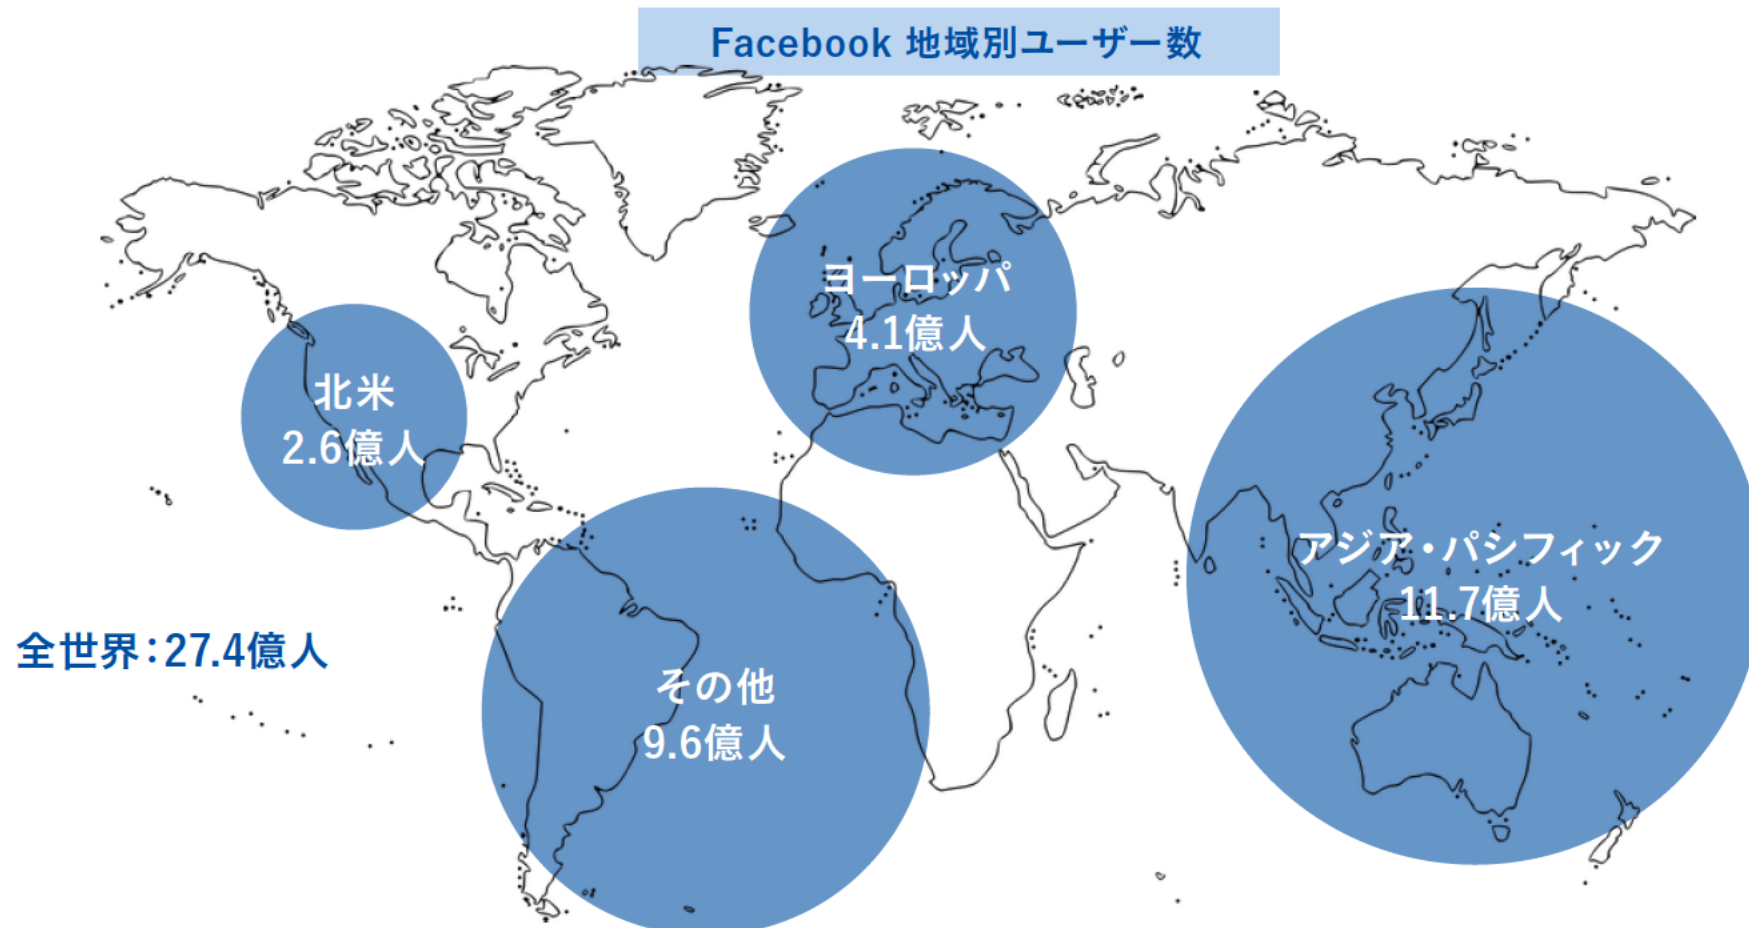 Facebook 地域別ユーザー数
ヨーロッパ
4.1億人
北米
2.6億人
アジア・パシフィック
11.7億人
全世界：27.4億人
その他
9.6億人